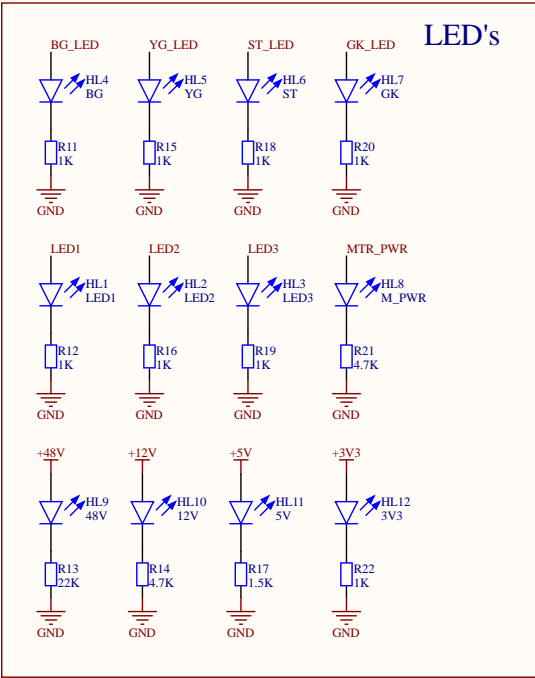 LED's
BG_LED YG_LED ST_LED GK_LED
HL4 HL5 HL6 HL7
BG YG ST GK
R11 R15 R18 R20
1K 1K 1K 1K
GND GND GND GND
LED1 LED2 LED3 MTR_PWR
HL1 HL2 HL3 HL8
LED1 LED2 LED3 M_PWR
R12 R16 R19 R21
1K 1K 1K 4.7K
GND GND GND GND
+48V +12V +5V +3V3
HL9 HL10 HL11 HL12
48V 12V 5V 3V3
R13 R14 R17 R22
22K 4.7K 1.5K 1K
GND GND GND GND